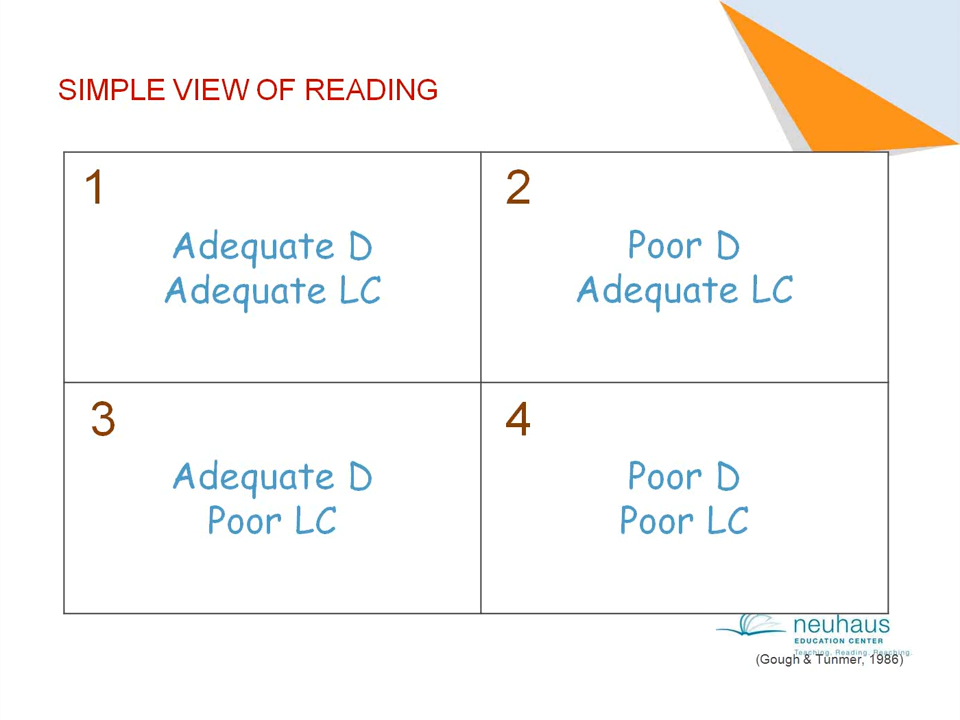 SIMPLE VIEW OF READING
1
Adequate D
Adequate LC
2
Poor D
Adequate LC
3
Adequate D
Poor LC
4
Poor D
Poor LC
neuhaus
EDUCATION CENTER
Teaching. Reading. Reaching.
(Gough & Tunmer, 1986)